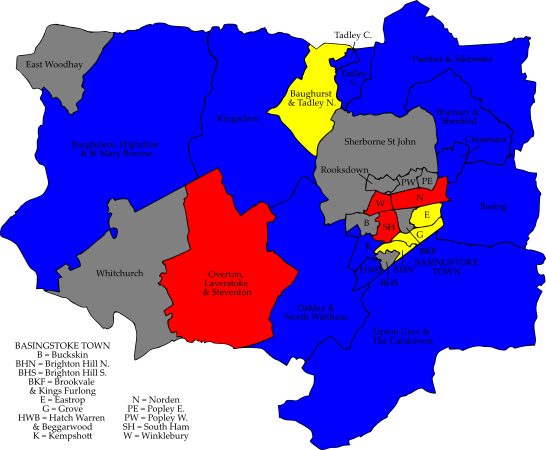 Tadley C.
East Woodhay
Pamber & Silchester
Tadley
S.
Baughurst
& Tadley N.
Bramley &
Sherfield
Kingsclere
Sherborne St John
Chineham
Burghclere, Highclere
& St Mary Bourne
Rooksdown
PW
PE
N
W
Basing
E
B
SH
G
K
BKF
Whitchurch
Overton,
Laverstoke
& Steventon
HWB
BHN
BASINGSTOKE
TOWN
BHS
Oakley &
North Waltham
Upton Grey &
The Candovers
BASINGSTOKE TOWN
B = Buckskin
BHN = Brighton Hill N.
BHS = Brighton Hill S.
BKF = Brookvale
& Kings Furlong
E = Eastrop
G = Grove
HWB = Hatch Warren
& Beggarwood
K = Kempshott
N = Norden
PE = Popley E.
PW = Popley W.
SH = South Ham
W = Winklebury